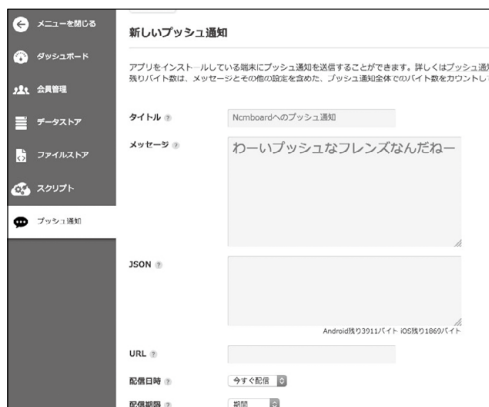 メニューを閉じる
ダッシュボード
会員管理
データストア
ファイルストア
スクリプト
プッシュ通知
新しいプッシュ通知
アプリをインストールしている端末にプッシュ通知を送信することができます。詳しくはプッシュ通
残りバイト数は、メッセージとその他の設定を含めた、プッシュ通知全体でのバイト数をカウントし
タイトル
Ncmboardへのプッシュ通知
メッセージ
わーいプッシュなフレンズなんだねー
JSON
Android残り3911バイト iOS残り1869バイト
URL
配信日時
今すぐ配信
配信期限
期間